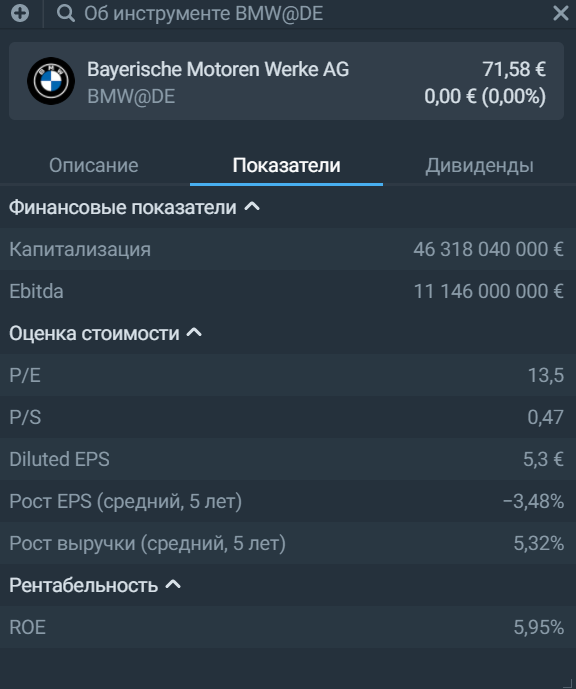 Об инструменте BMW@DE
BMW
Bayerische Motoren Werke AG 71,58 €
BMW@DE 0,00 € (0,00%)
Описание Показатели Дивиденды
Финансовые показатели
Капитализация 46 318 040 000 €
Ebitda 11 146 000 000 €
Оценка стоимости
P/E 13,5
P/S 0,47
Diluted EPS 5,3 €
Рост EPS (средний, 5 лет) −3,48%
Рост выручки (средний, 5 лет) 5,32%
Рентабельность
ROE 5,95%